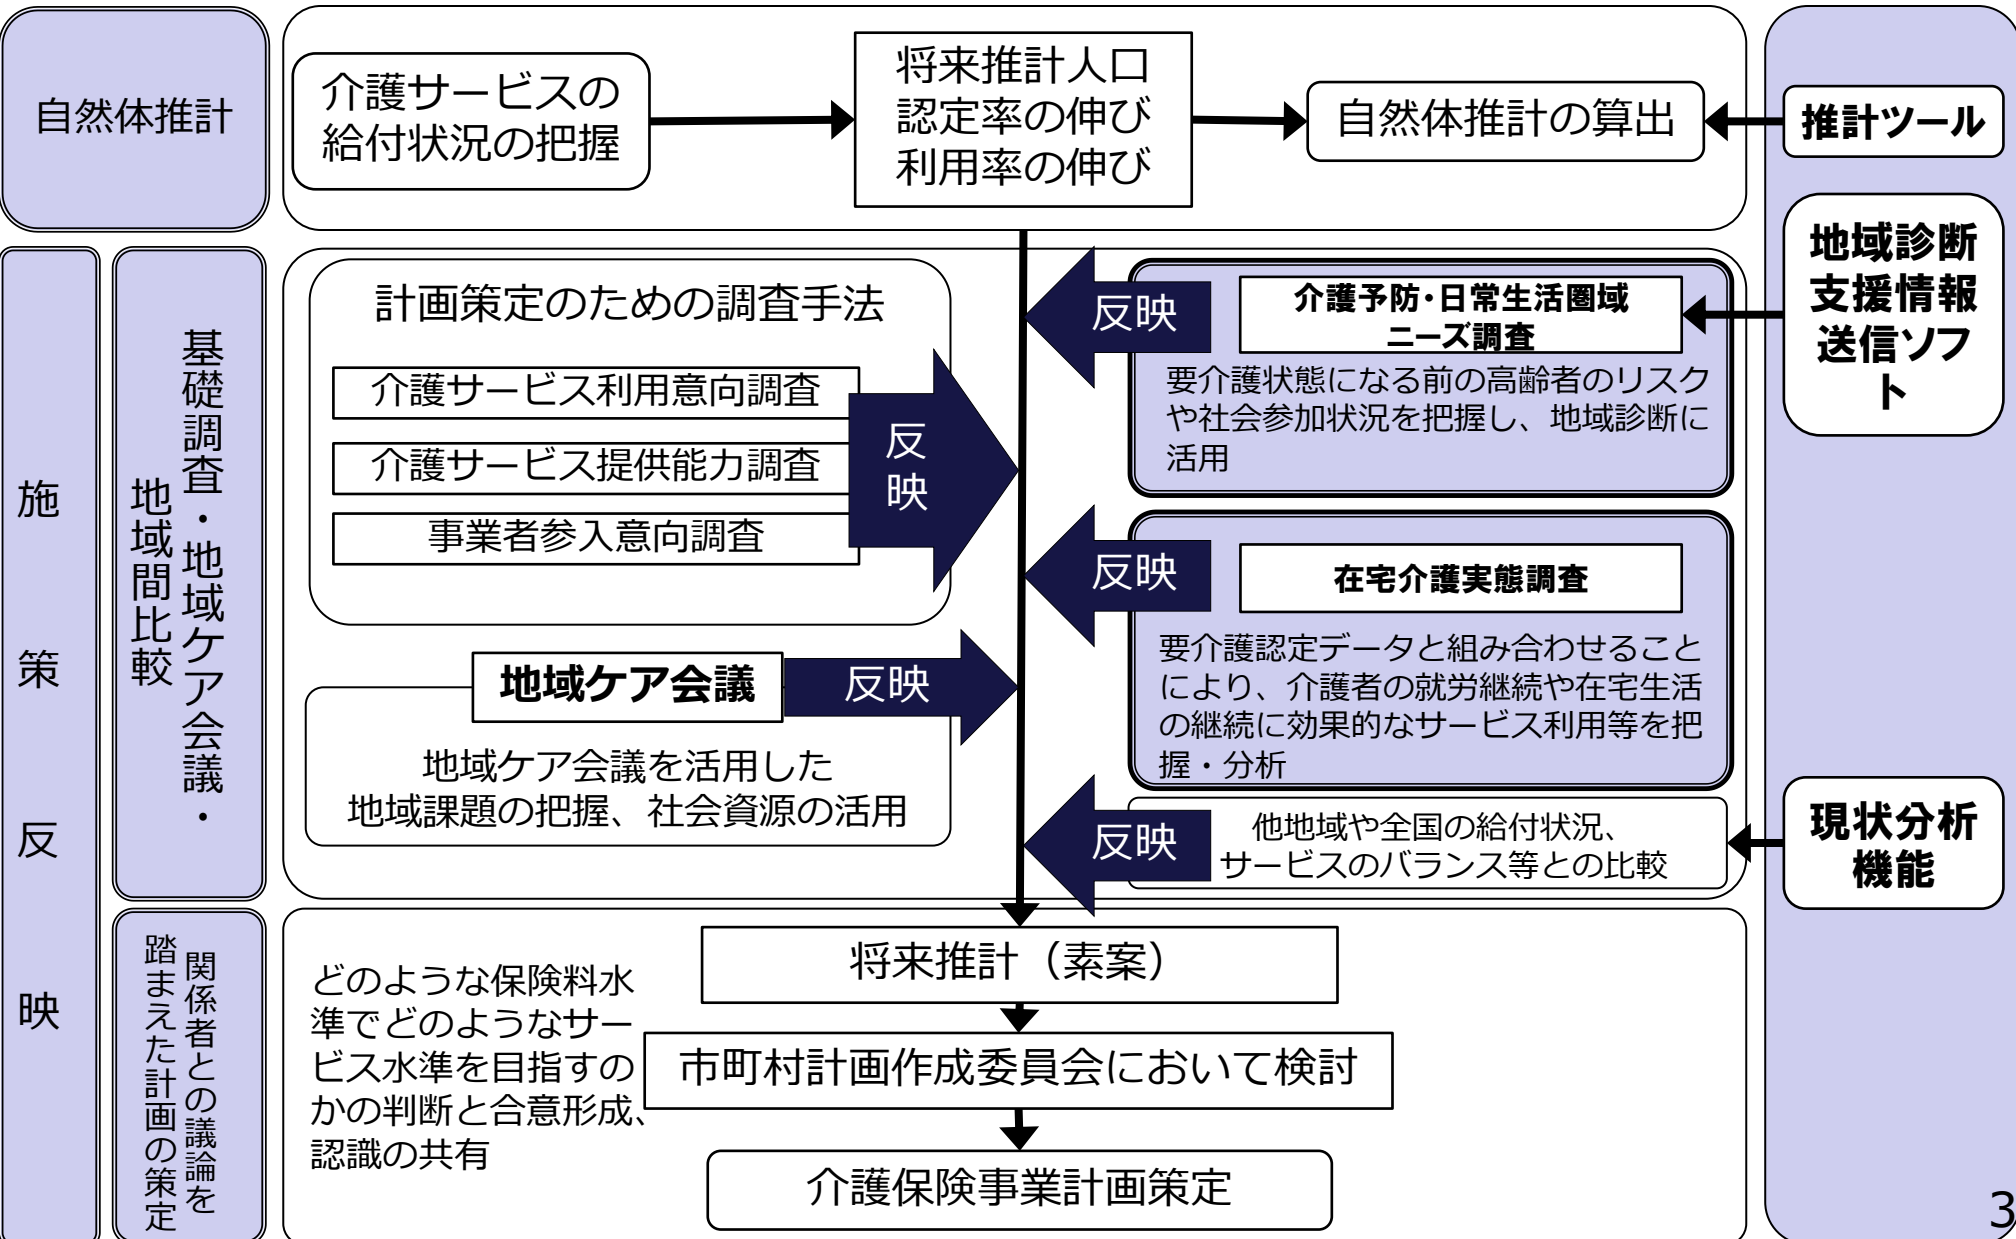 自然体推計
介護サービスの
給付状況の把握
将来推計人口
認定率の伸び
利用率の伸び
自然体推計の算出
推計ツール
地域診断
支援情報
送信ソフ
ト
施策反映
基礎調査・地域ケア会議・
地域間比較
計画策定のための調査手法
介護サービス利用意向調査
介護サービス提供能力調査
事業者参入意向調査
反
映
反映
介護予防・日常生活圏域
ニーズ調査
要介護状態になる前の高齢者のリスク
や社会参加状況を把握し、地域診断に
活用
反映
在宅介護実態調査
要介護認定データと組み合わせること
により、介護者の就労継続や在宅生活
の継続に効果的なサービス利用等を把
握・分析
地域ケア会議
反映
地域ケア会議を活用した
地域課題の把握、社会資源の活用
反映
他地域や全国の給付状況、
サービスのバランス等との比較
現状分析
機能
関係者との議論を
踏まえた計画の策定
どのような保険料水
準でどのようなサー
ビス水準を目指すの
かの判断と合意形成、
認識の共有
将来推計（素案）
市町村計画作成委員会において検討
介護保険事業計画策定
3